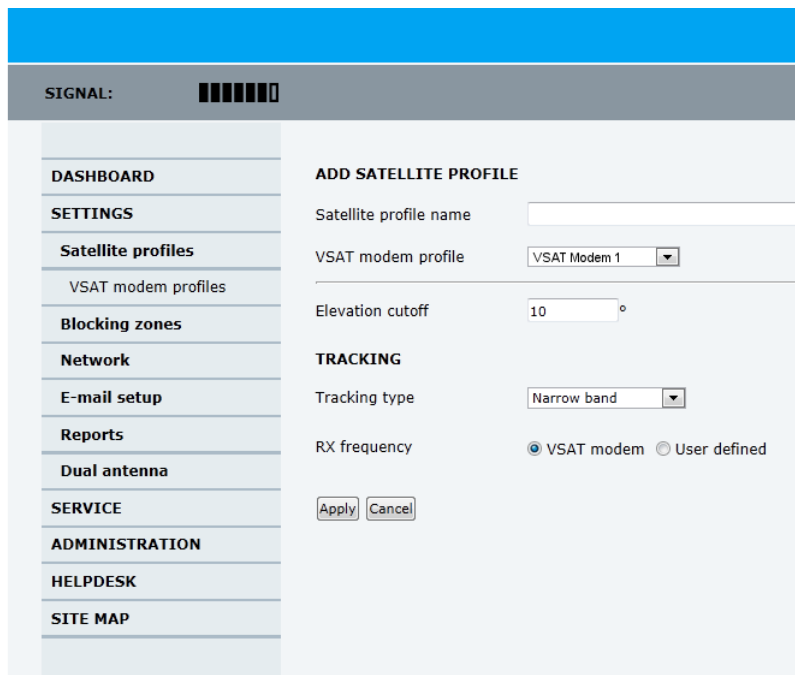 SIGNAL:
DASHBOARD
SETTINGS
Satellite profiles
VSAT modem profiles
Blocking zones
Network
E-mail setup
Reports
Dual antenna
SERVICE
ADMINISTRATION
HELPDESK
SITE MAP
ADD SATELLITE PROFILE
Satellite profile name
VSAT modem profile VSAT Modem 1
Elevation cutoff 10 °
TRACKING
Tracking type Narrow band
RX frequency VSAT modem User defined
Apply Cancel